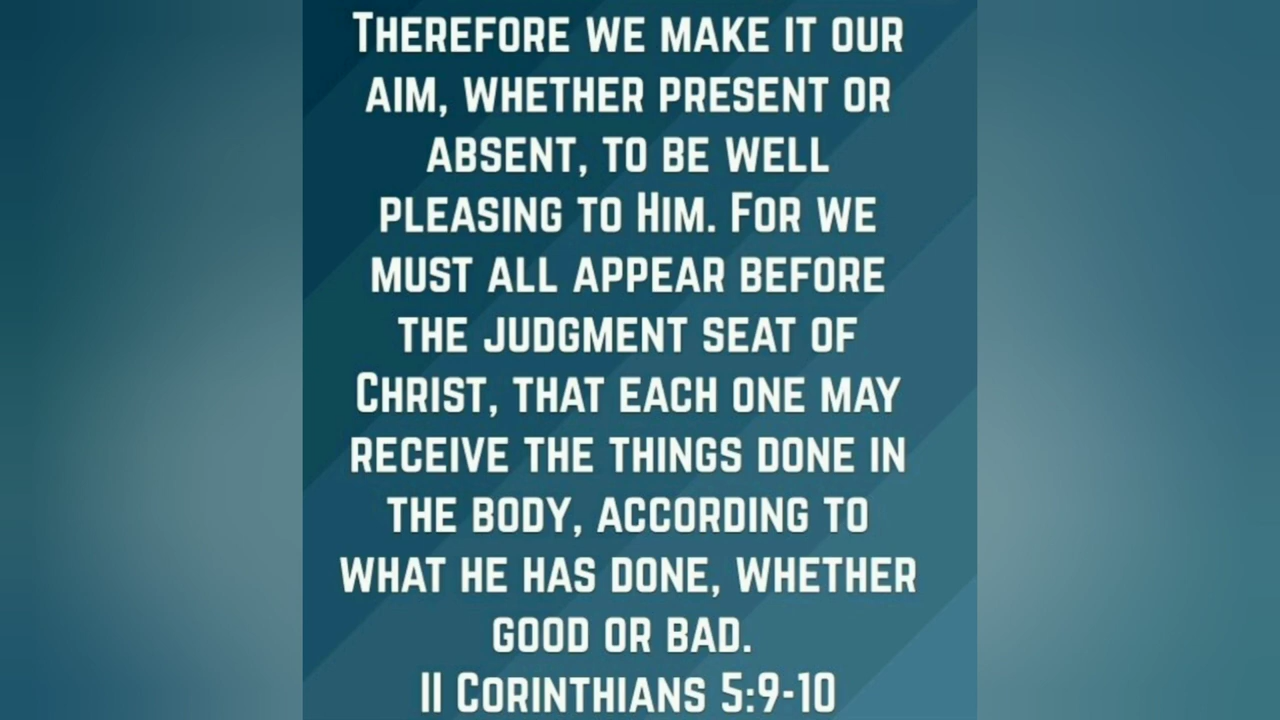 Therefore we make it our
aim, whether present or
absent, to be well
pleasing to Him. For we
must all appear before
the judgment seat of
Christ, that each one may
receive the things done in
the body, according to
what he has done, whether
good or bad.
II Corinthians 5:9-10